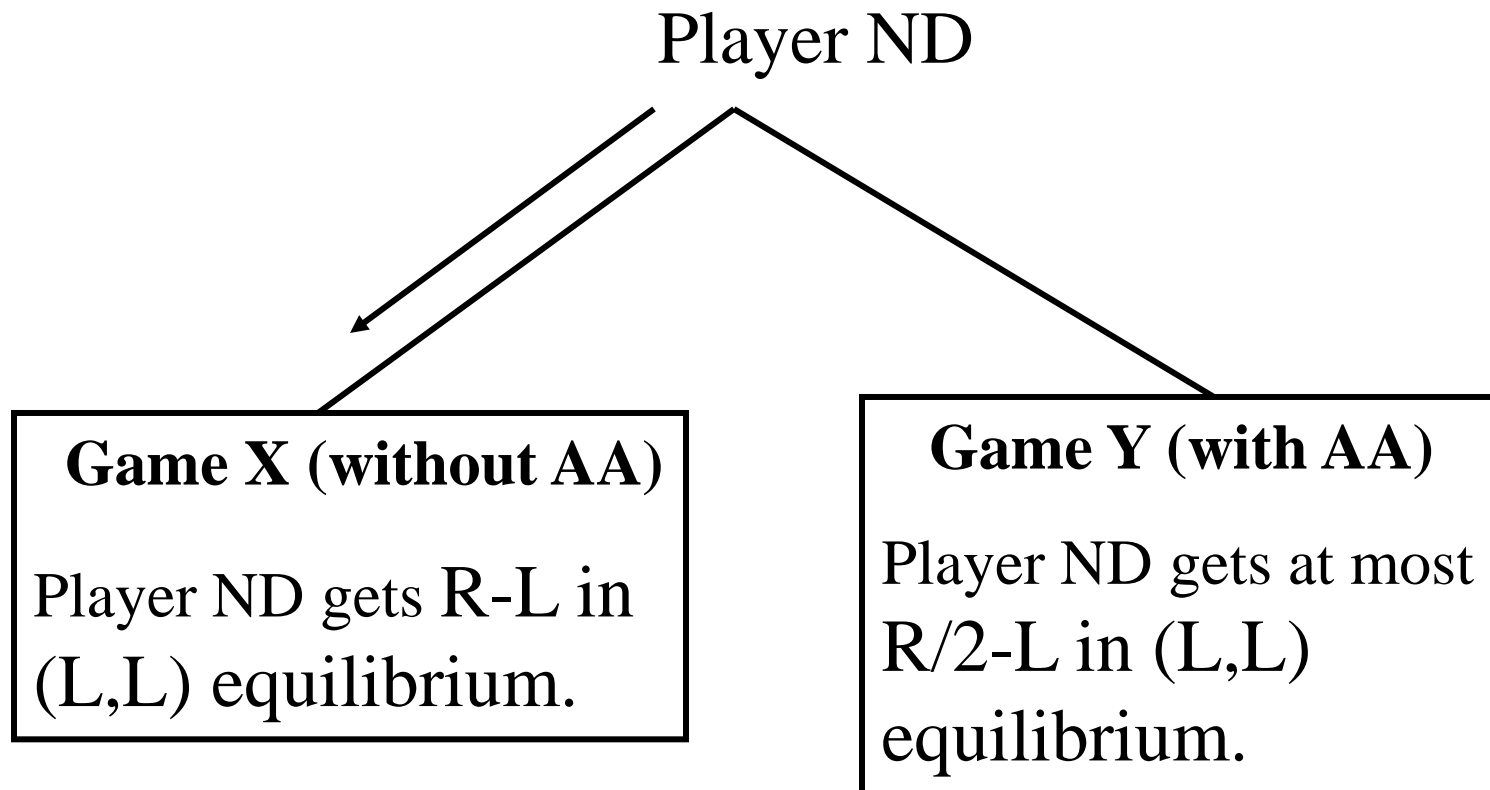 Player ND
Game X (without AA)
Player ND gets R-L in
(L,L) equilibrium.
Game Y (with AA)
Player ND gets at most
R/2-L in (L,L)
equilibrium.